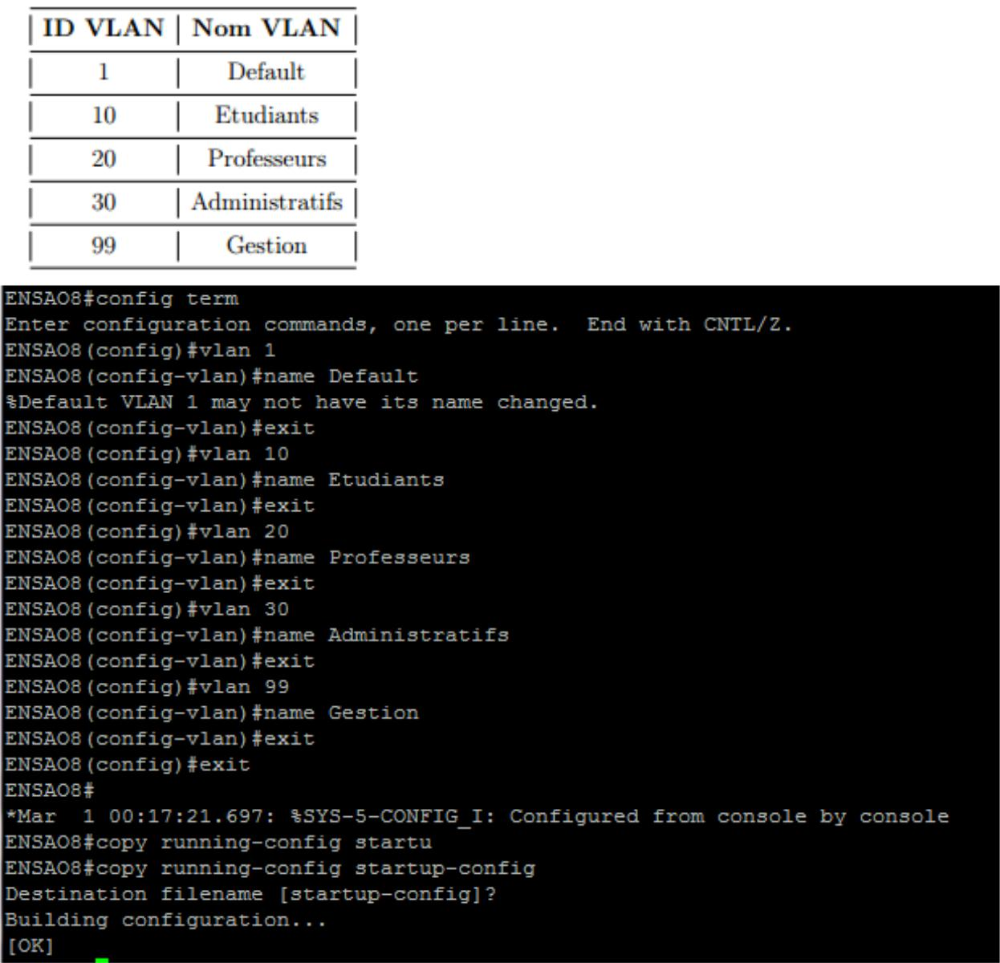 ID VLAN | Nom VLAN
1 | Default
10 | Etudiants
20 | Professeurs
30 | Administratifs
99 | Gestion
ENSAO8#config term
Enter configuration commands, one per line.  End with CNTL/Z.
ENSAO8(config)#vlan 1
ENSAO8(config-vlan)#name Default
%Default VLAN 1 may not have its name changed.
ENSAO8(config-vlan)#exit
ENSAO8(config)#vlan 10
ENSAO8(config-vlan)#name Etudiants
ENSAO8(config-vlan)#exit
ENSAO8(config)#vlan 20
ENSAO8(config-vlan)#name Professeurs
ENSAO8(config-vlan)#exit
ENSAO8(config)#vlan 30
ENSAO8(config-vlan)#name Administratifs
ENSAO8(config-vlan)#exit
ENSAO8(config)#vlan 99
ENSAO8(config-vlan)#name Gestion
ENSAO8(config-vlan)#exit
ENSAO8(config)#exit
ENSAO8#
*Mar  1 00:17:21.697: %SYS-5-CONFIG_I: Configured from console by console
ENSAO8#copy running-config startu
ENSAO8#copy running-config startup-config
Destination filename [startup-config]?
Building configuration...
[OK]